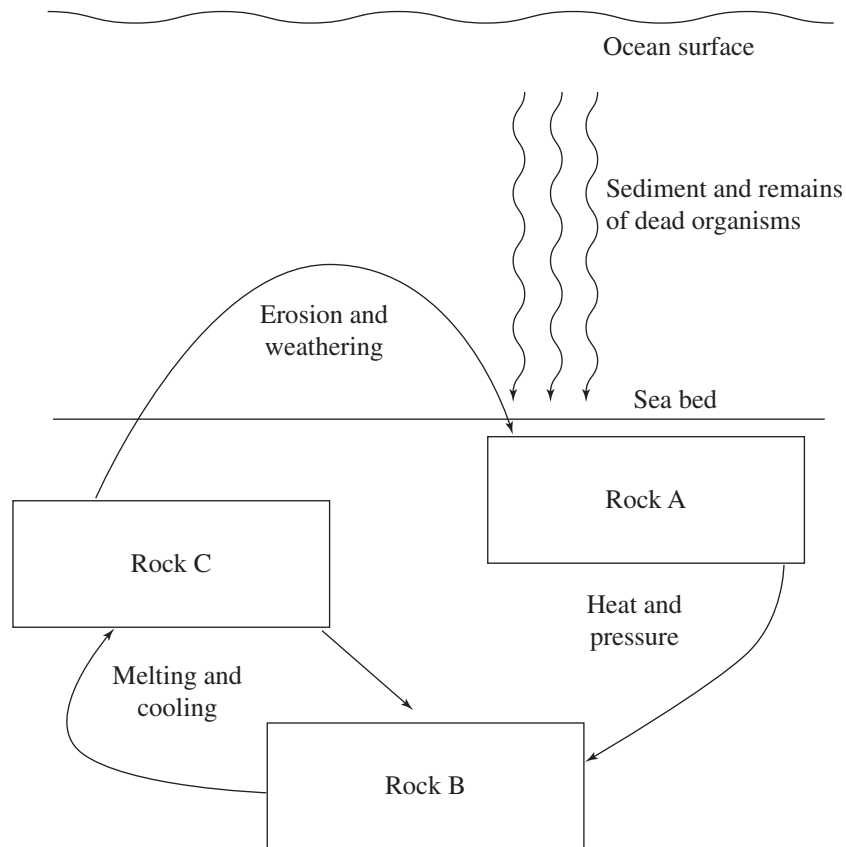 Ocean surface
Sediment and remains
of dead organisms
Erosion and
weathering
Sea bed
Rock A
Rock C
Heat and
pressure
Melting and
cooling
Rock B